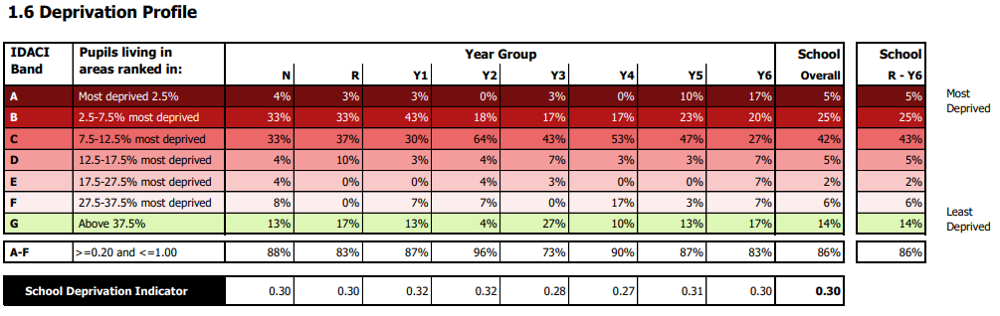 1.6 Deprivation Profile
IDACI Band Pupils living in areas ranked in: Year Group School Overall School R - Y6
N R Y1 Y2 Y3 Y4 Y5 Y6
A Most deprived 2.5% 4% 3% 3% 0% 3% 0% 10% 17% 5% 5% Most Deprived
B 2.5-7.5% most deprived 33% 33% 43% 18% 17% 17% 23% 20% 25% 25%
C 7.5-12.5% most deprived 33% 37% 30% 64% 43% 53% 47% 27% 42% 43%
D 12.5-17.5% most deprived 4% 10% 3% 4% 7% 3% 3% 7% 5% 5%
E 17.5-27.5% most deprived 4% 0% 0% 4% 3% 0% 0% 7% 2% 2%
F 27.5-37.5% most deprived 8% 0% 7% 7% 0% 17% 3% 7% 6% 6%
G Above 37.5% 13% 17% 13% 4% 27% 10% 13% 17% 14% 14% Least Deprived
A-F >=0.20 and <=1.00 88% 83% 87% 96% 73% 90% 87% 83% 86% 86%
School Deprivation Indicator 0.30 0.30 0.32 0.32 0.28 0.27 0.31 0.30 0.30